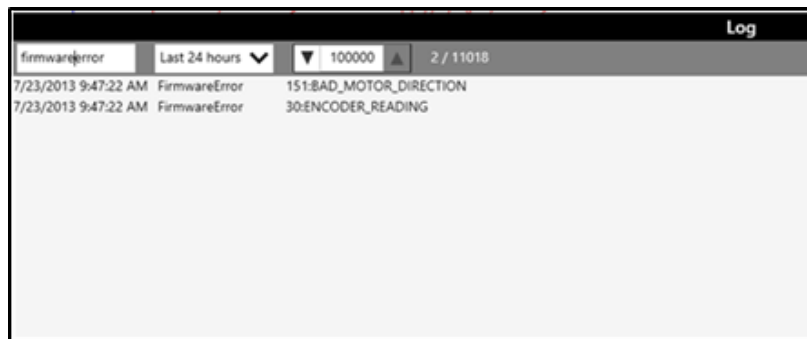 Log
firmwareerror Last 24 hours 100000 2 / 11018
7/23/2013 9:47:22 AM FirmwareError 151:BAD_MOTOR_DIRECTION
7/23/2013 9:47:22 AM FirmwareError 30:ENCODER_READING